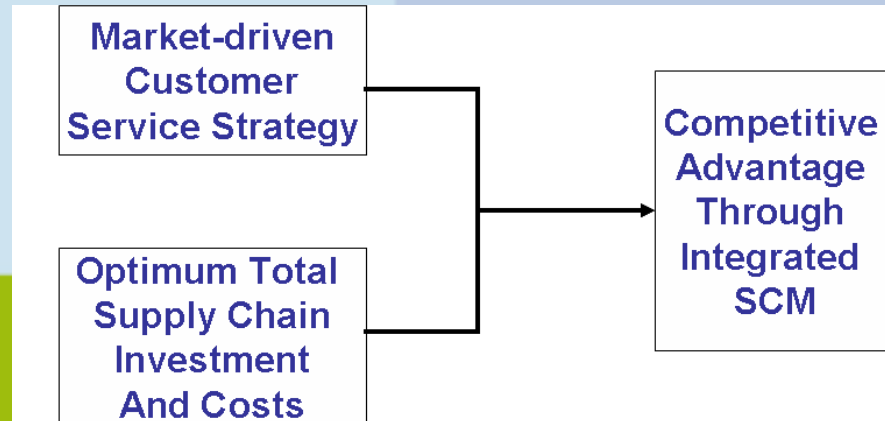 Market-driven
Customer
Service Strategy
Optimum Total
Supply Chain
Investment
And Costs
Competitive
Advantage
Through
Integrated
SCM